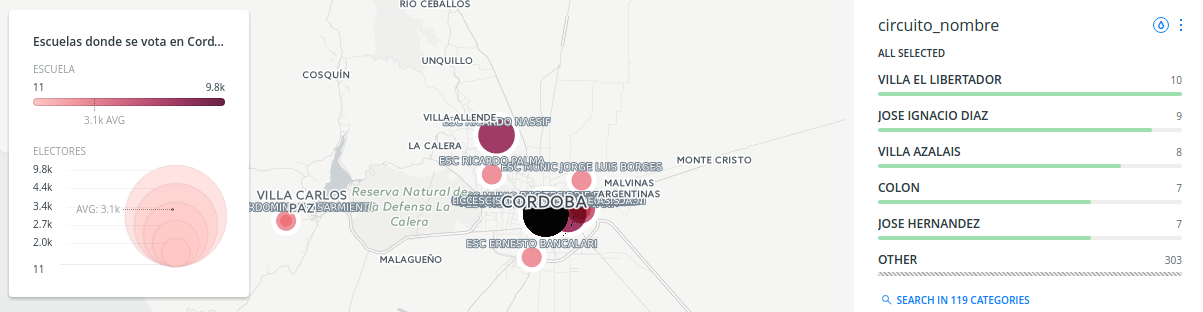 Escuelas donde se vota en Cord...
ESCUELA
11 9.8k
3.1k AVG
ELECTORES
9.8k
4.4k
AVG: 3.1k
3.4k
2.7k
2.0k
11
RÍO CEBALLOS
UNQUILLO
COSQUÍN
VILLA ALLENDE
ESC RICARDO NASSIF
LA CALERA
ESC RICARDO PALMA
ESC MUNIC JORGE LUIS BORGES
MONTE CRISTO
MALVINAS
ARGENTINAS
VILLA CARLOS
PAZ
SARMIENTO
Reserva Natural de
la Defensa La
Calera
CORDOBA
ESC ERNESTO BANCALARI
MALAGUEÑO
circuito_nombre
ALL SELECTED
VILLA EL LIBERTADOR 10
JOSE IGNACIO DIAZ 9
VILLA AZALAIS 8
COLON 7
JOSE HERNANDEZ 7
OTHER 303
SEARCH IN 119 CATEGORIES